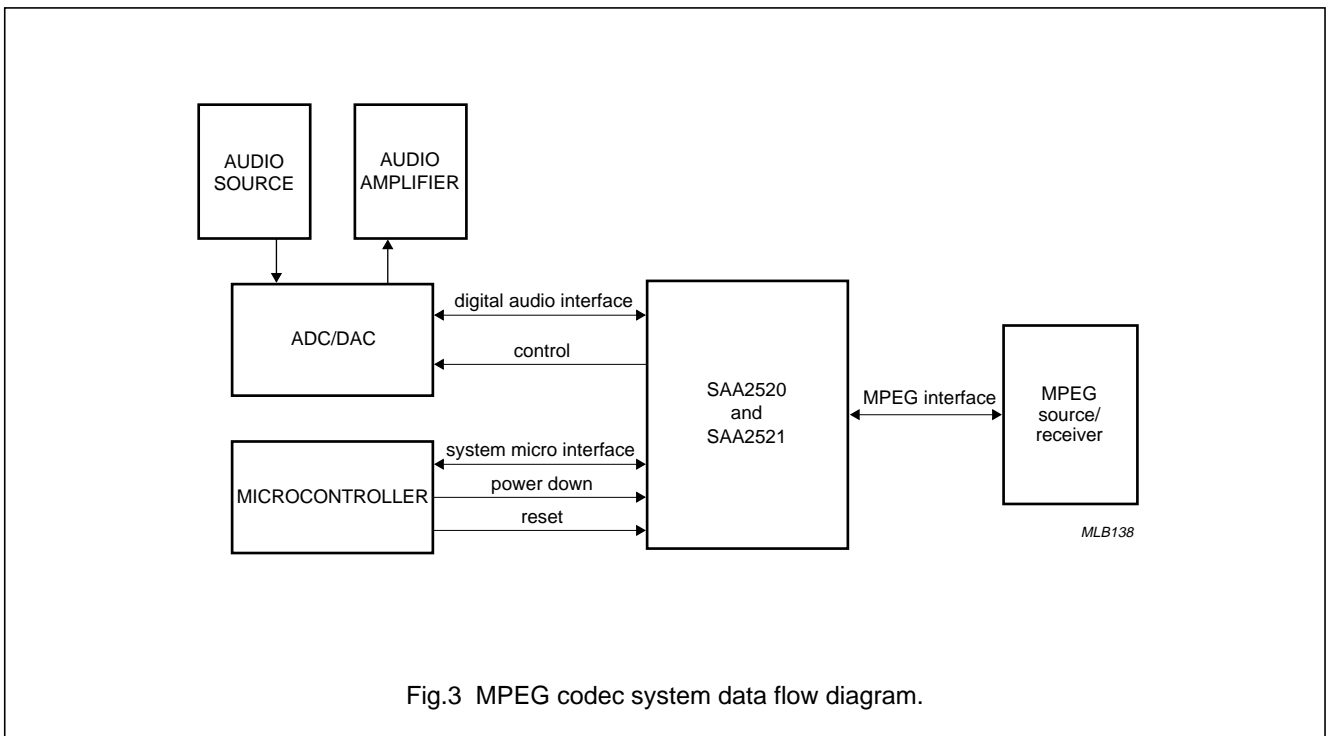 AUDIO
SOURCE
AUDIO
AMPLIFIER
ADC/DAC
digital audio interface
control
SAA2520
and
SAA2521
MPEG interface
MPEG
source/
receiver
MICROCONTROLLER
system micro interface
power down
reset
MLB138
Fig.3 MPEG codec system data flow diagram.